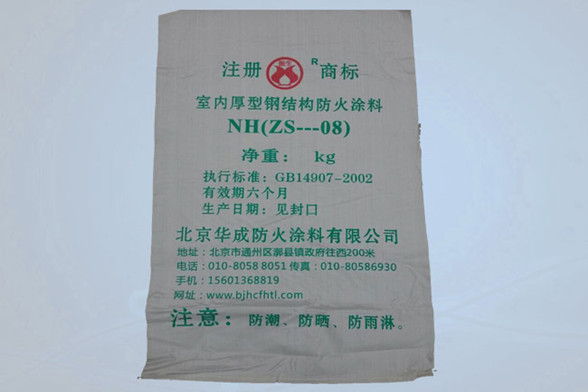 注册 R 商标
室内厚型钢结构防火涂料
NH(ZS---08)
净重： kg
执行标准：GB14907-2002
有效期六个月
生产日期：见封口
北京华成防火涂料有限公司
地址：北京市通州区漷县镇政府往西200米
电话：010-8058 8051 传真：010-80586930
手机：15601368819
网址：www.bjhcfhtl.com
注意：防潮、防晒、防雨淋。